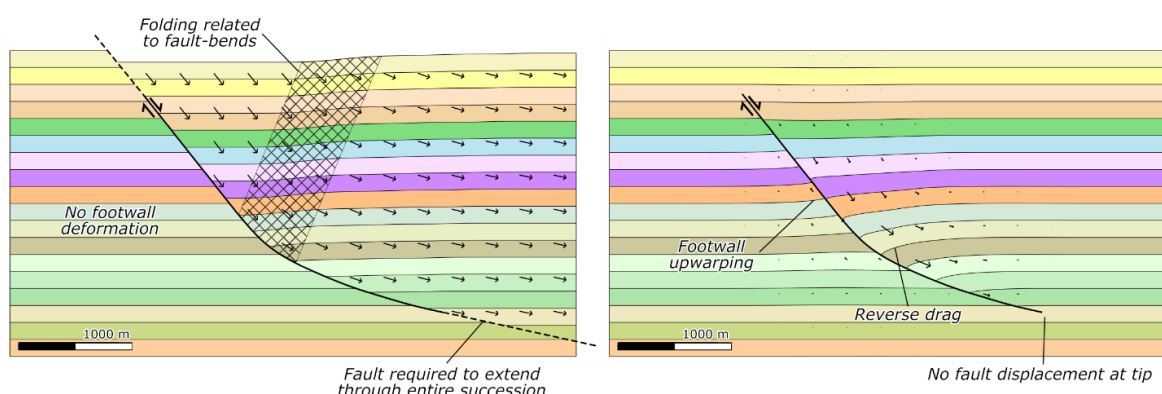 Folding related
to fault-bends
No footwall
deformation
1000 m
Fault required to extend
through entire succession
Footwall
upwarping
Reverse drag
1000 m
No fault displacement at tip